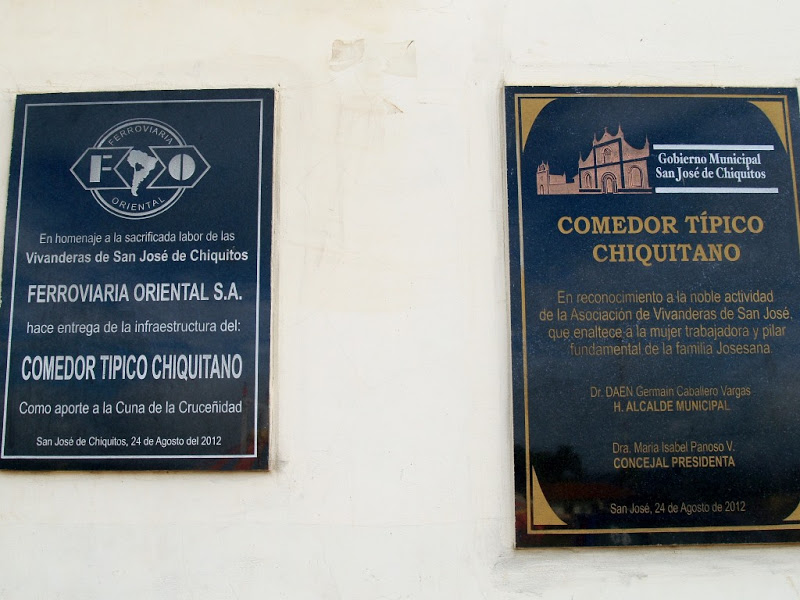 FERROVIARIA
F O
ORIENTAL
En homenaje a la sacrificada labor de las
Vivanderas de San José de Chiquitos
FERROVIARIA ORIENTAL S.A.
hace entrega de la infraestructura del:
COMEDOR TIPICO CHIQUITANO
Como aporte a la Cuna de la Cruceñidad
San José de Chiquitos, 24 de Agosto del 2012
Gobierno Municipal
San José de Chiquitos
COMEDOR TÍPICO
CHIQUITANO
En reconocimiento a la noble actividad
de la Asociación de Vivanderas de San José,
que enaltece a la mujer trabajadora y pilar
fundamental de la familia Josesana.
Dr. DAEN Germain Caballero Vargas
H. ALCALDE MUNICIPAL
Dra. Maria Isabel Panoso V.
CONCEJAL PRESIDENTA
San José, 24 de Agosto de 2012